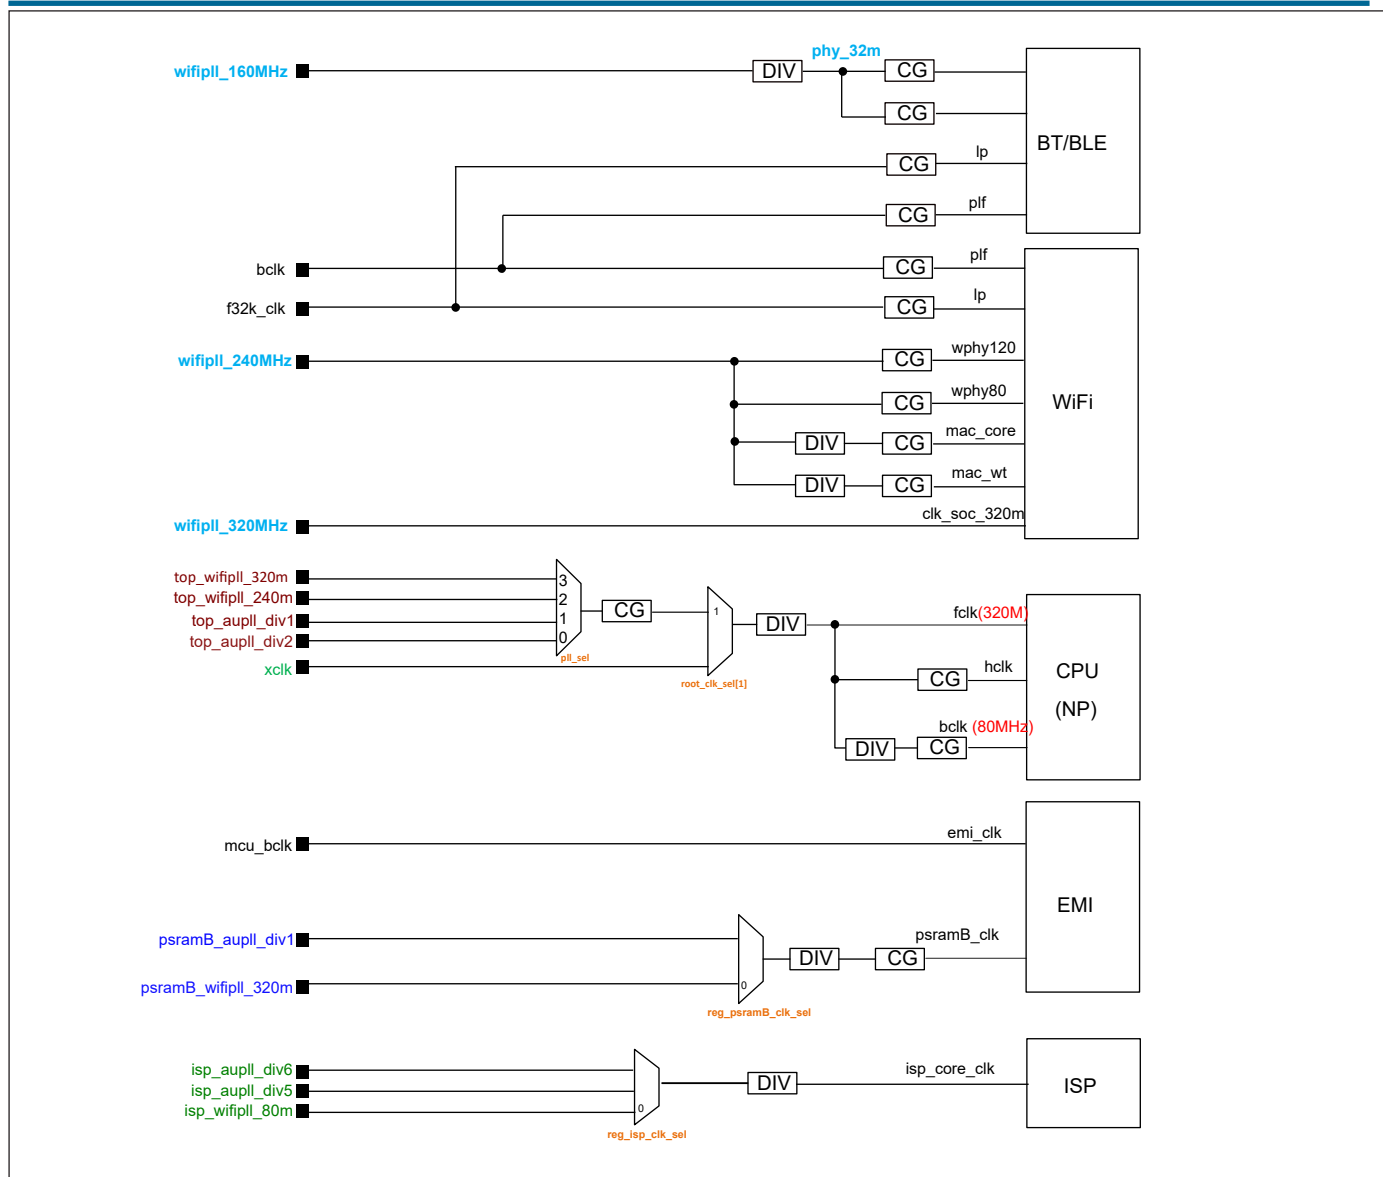 phy_32m
wifipll_160MHz
DIV
CG
CG
BT/BLE
CG
lp
CG
plf
bclk
CG
plf
f32k_clk
CG
lp
wifipll_240MHz
CG
wphy120
CG
wphy80
WiFi
DIV
CG
mac_core
DIV
CG
mac_wt
wifipll_320MHz
clk_soc_320m
top_wifipll_320m
3
top_wifipll_240m
2
top_aupll_div1
1
top_aupll_div2
0
pll_sel
CG
1
xclk
root_clk_sel[1]
DIV
fclk(320M)
CG
hclk
CPU
(NP)
bclk (80MHz)
DIV
CG
mcu_bclk
emi_clk
EMI
psramB_aupll_div1
psramB_wifipll_320m
0
reg_psramB_clk_sel
DIV
CG
psramB_clk
isp_aupll_div6
isp_aupll_div5
isp_wifipll_80m
0
reg_isp_clk_sel
DIV
isp_core_clk
ISP